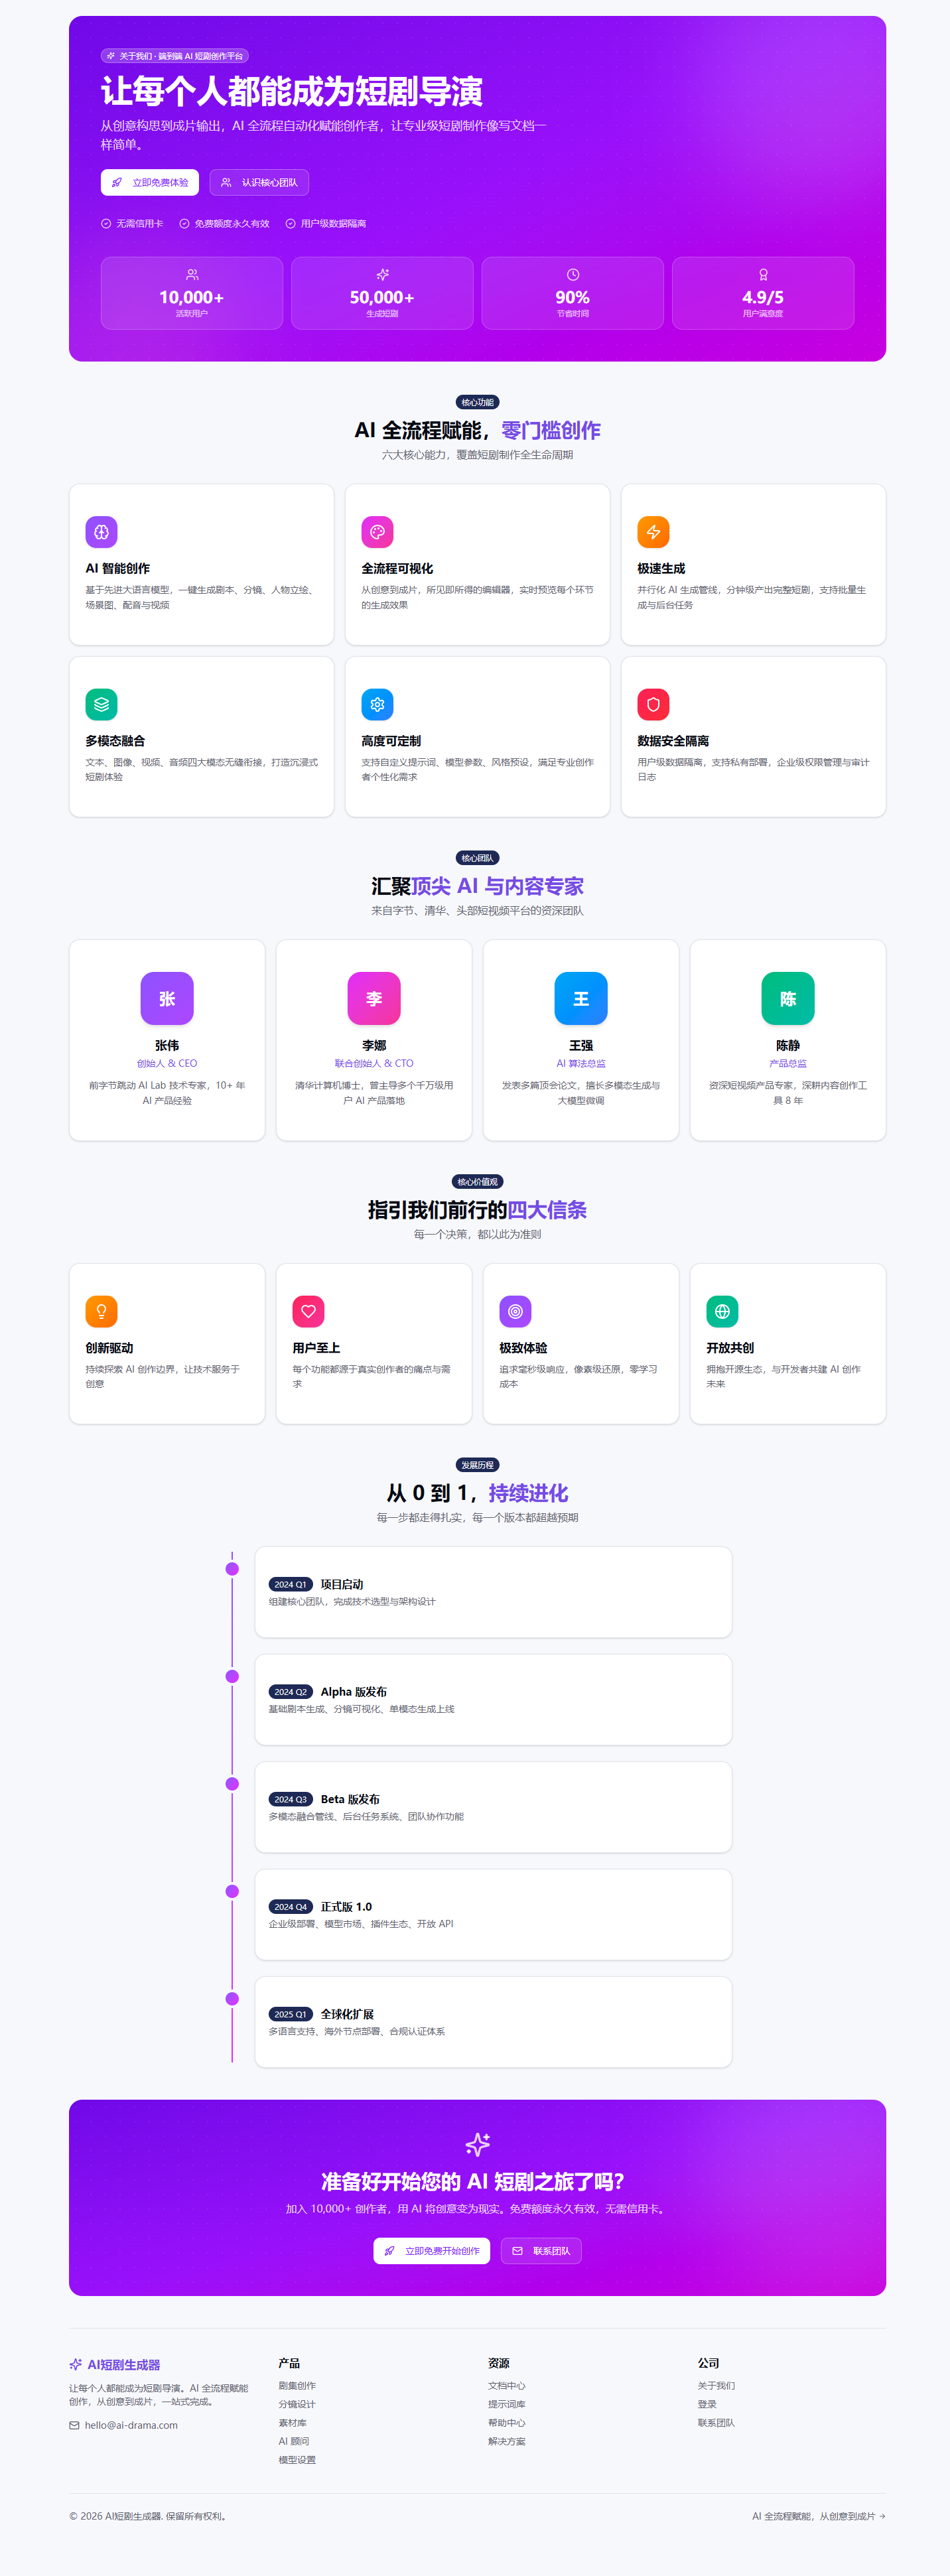 关于我们 · 端到端 AI 短剧创作平台
让每个人都能成为短剧导演
从创意构思到成片输出，AI 全流程自动化赋能创作者，让专业级短剧制作像写文档一
样简单。
立即免费体验
认识核心团队
无需信用卡
免费额度永久有效
用户级数据隔离
10,000+
活跃用户
50,000+
生成短剧
90%
节省时间
4.9/5
用户满意度
核心功能
AI 全流程赋能，零门槛创作
六大核心能力，覆盖短剧制作全生命周期
AI 智能创作
基于先进大语言模型，一键生成剧本、分镜、人物立绘、
场景图、配音与视频
全流程可视化
从创意到成片，所见即所得的编辑器，实时预览每个环节
的生成效果
极速生成
并行化 AI 生成管线，分钟级产出完整短剧，支持批量生
成与后台任务
多模态融合
文本、图像、视频、音频四大模态无缝衔接，打造沉浸式
短剧体验
高度可定制
支持自定义提示词、模型参数、风格预设，满足专业创作
者个性化需求
数据安全隔离
用户级数据隔离，支持私有部署，企业级权限管理与审计
日志
核心团队
汇聚顶尖 AI 与内容专家
来自字节、清华、头部短视频平台的资深团队
张
张伟
创始人 & CEO
前字节跳动 AI Lab 技术专家，10+ 年
AI 产品经验
李
李娜
联合创始人 & CTO
清华计算机博士，曾主导多个千万级用
户 AI 产品落地
王
王强
AI 算法总监
发表多篇顶会论文，擅长多模态生成与
大模型微调
陈
陈静
产品总监
资深短视频产品专家，深耕内容创作工
具 8 年
核心价值观
指引我们前行的四大信条
每一个决策，都以此为准则
创新驱动
持续探索 AI 创作边界，让技术服务于
创意
用户至上
每个功能都源于真实创作者的痛点与需
求
极致体验
追求毫秒级响应，像素级还原，零学习
成本
开放共创
拥抱开源生态，与开发者共建 AI 创作
未来
发展历程
从 0 到 1，持续进化
每一步都走得扎实，每一个版本都超越预期
2024 Q1 项目启动
组建核心团队，完成技术选型与架构设计
2024 Q2 Alpha 版发布
基础剧本生成、分镜可视化、单模态生成上线
2024 Q3 Beta 版发布
多模态融合管线、后台任务系统、团队协作功能
2024 Q4 正式版 1.0
企业级部署、模型市场、插件生态、开放 API
2025 Q1 全球化扩展
多语言支持、海外节点部署、合规认证体系
准备好开始您的 AI 短剧之旅了吗?
加入 10,000+ 创作者，用 AI 将创意变为现实。免费额度永久有效，无需信用卡。
立即免费开始创作
联系团队
AI短剧生成器
让每个人都能成为短剧导演。AI 全流程赋能
创作，从创意到成片，一站式完成。
hello@ai-drama.com
产品
剧集创作
分镜设计
素材库
AI 顾问
模型设置
资源
文档中心
提示词库
帮助中心
解决方案
公司
关于我们
登录
联系团队
© 2026 AI短剧生成器. 保留所有权利。
AI 全流程赋能，从创意到成片 →